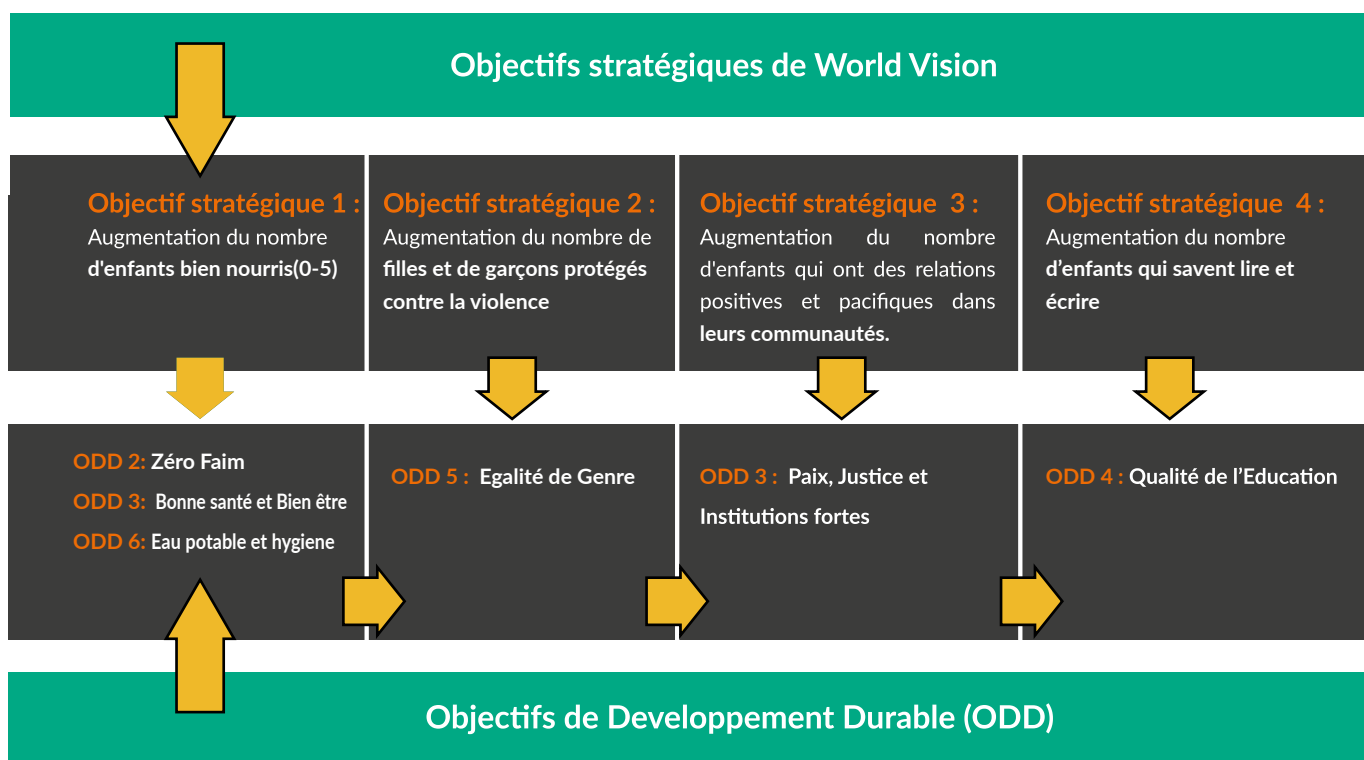 Objectifs stratégiques de World Vision
Objectif stratégique 1 :
Augmentation du nombre
d'enfants bien nourris(0-5)
Objectif stratégique 2 :
Augmentation du nombre de
filles et de garçons protégés
contre la violence
Objectif stratégique 3 :
Augmentation du nombre
d'enfants qui ont des relations
positives et pacifiques dans
leurs communautés.
Objectif stratégique 4 :
Augmentation du nombre
d’enfants qui savent lire et
écrire
ODD 2: Zéro Faim
ODD 3: Bonne santé et Bien être
ODD 6: Eau potable et hygiene
ODD 5 : Egalité de Genre
ODD 3 : Paix, Justice et
Institutions fortes
ODD 4 : Qualité de l’Education
Objectifs de Developpement Durable (ODD)